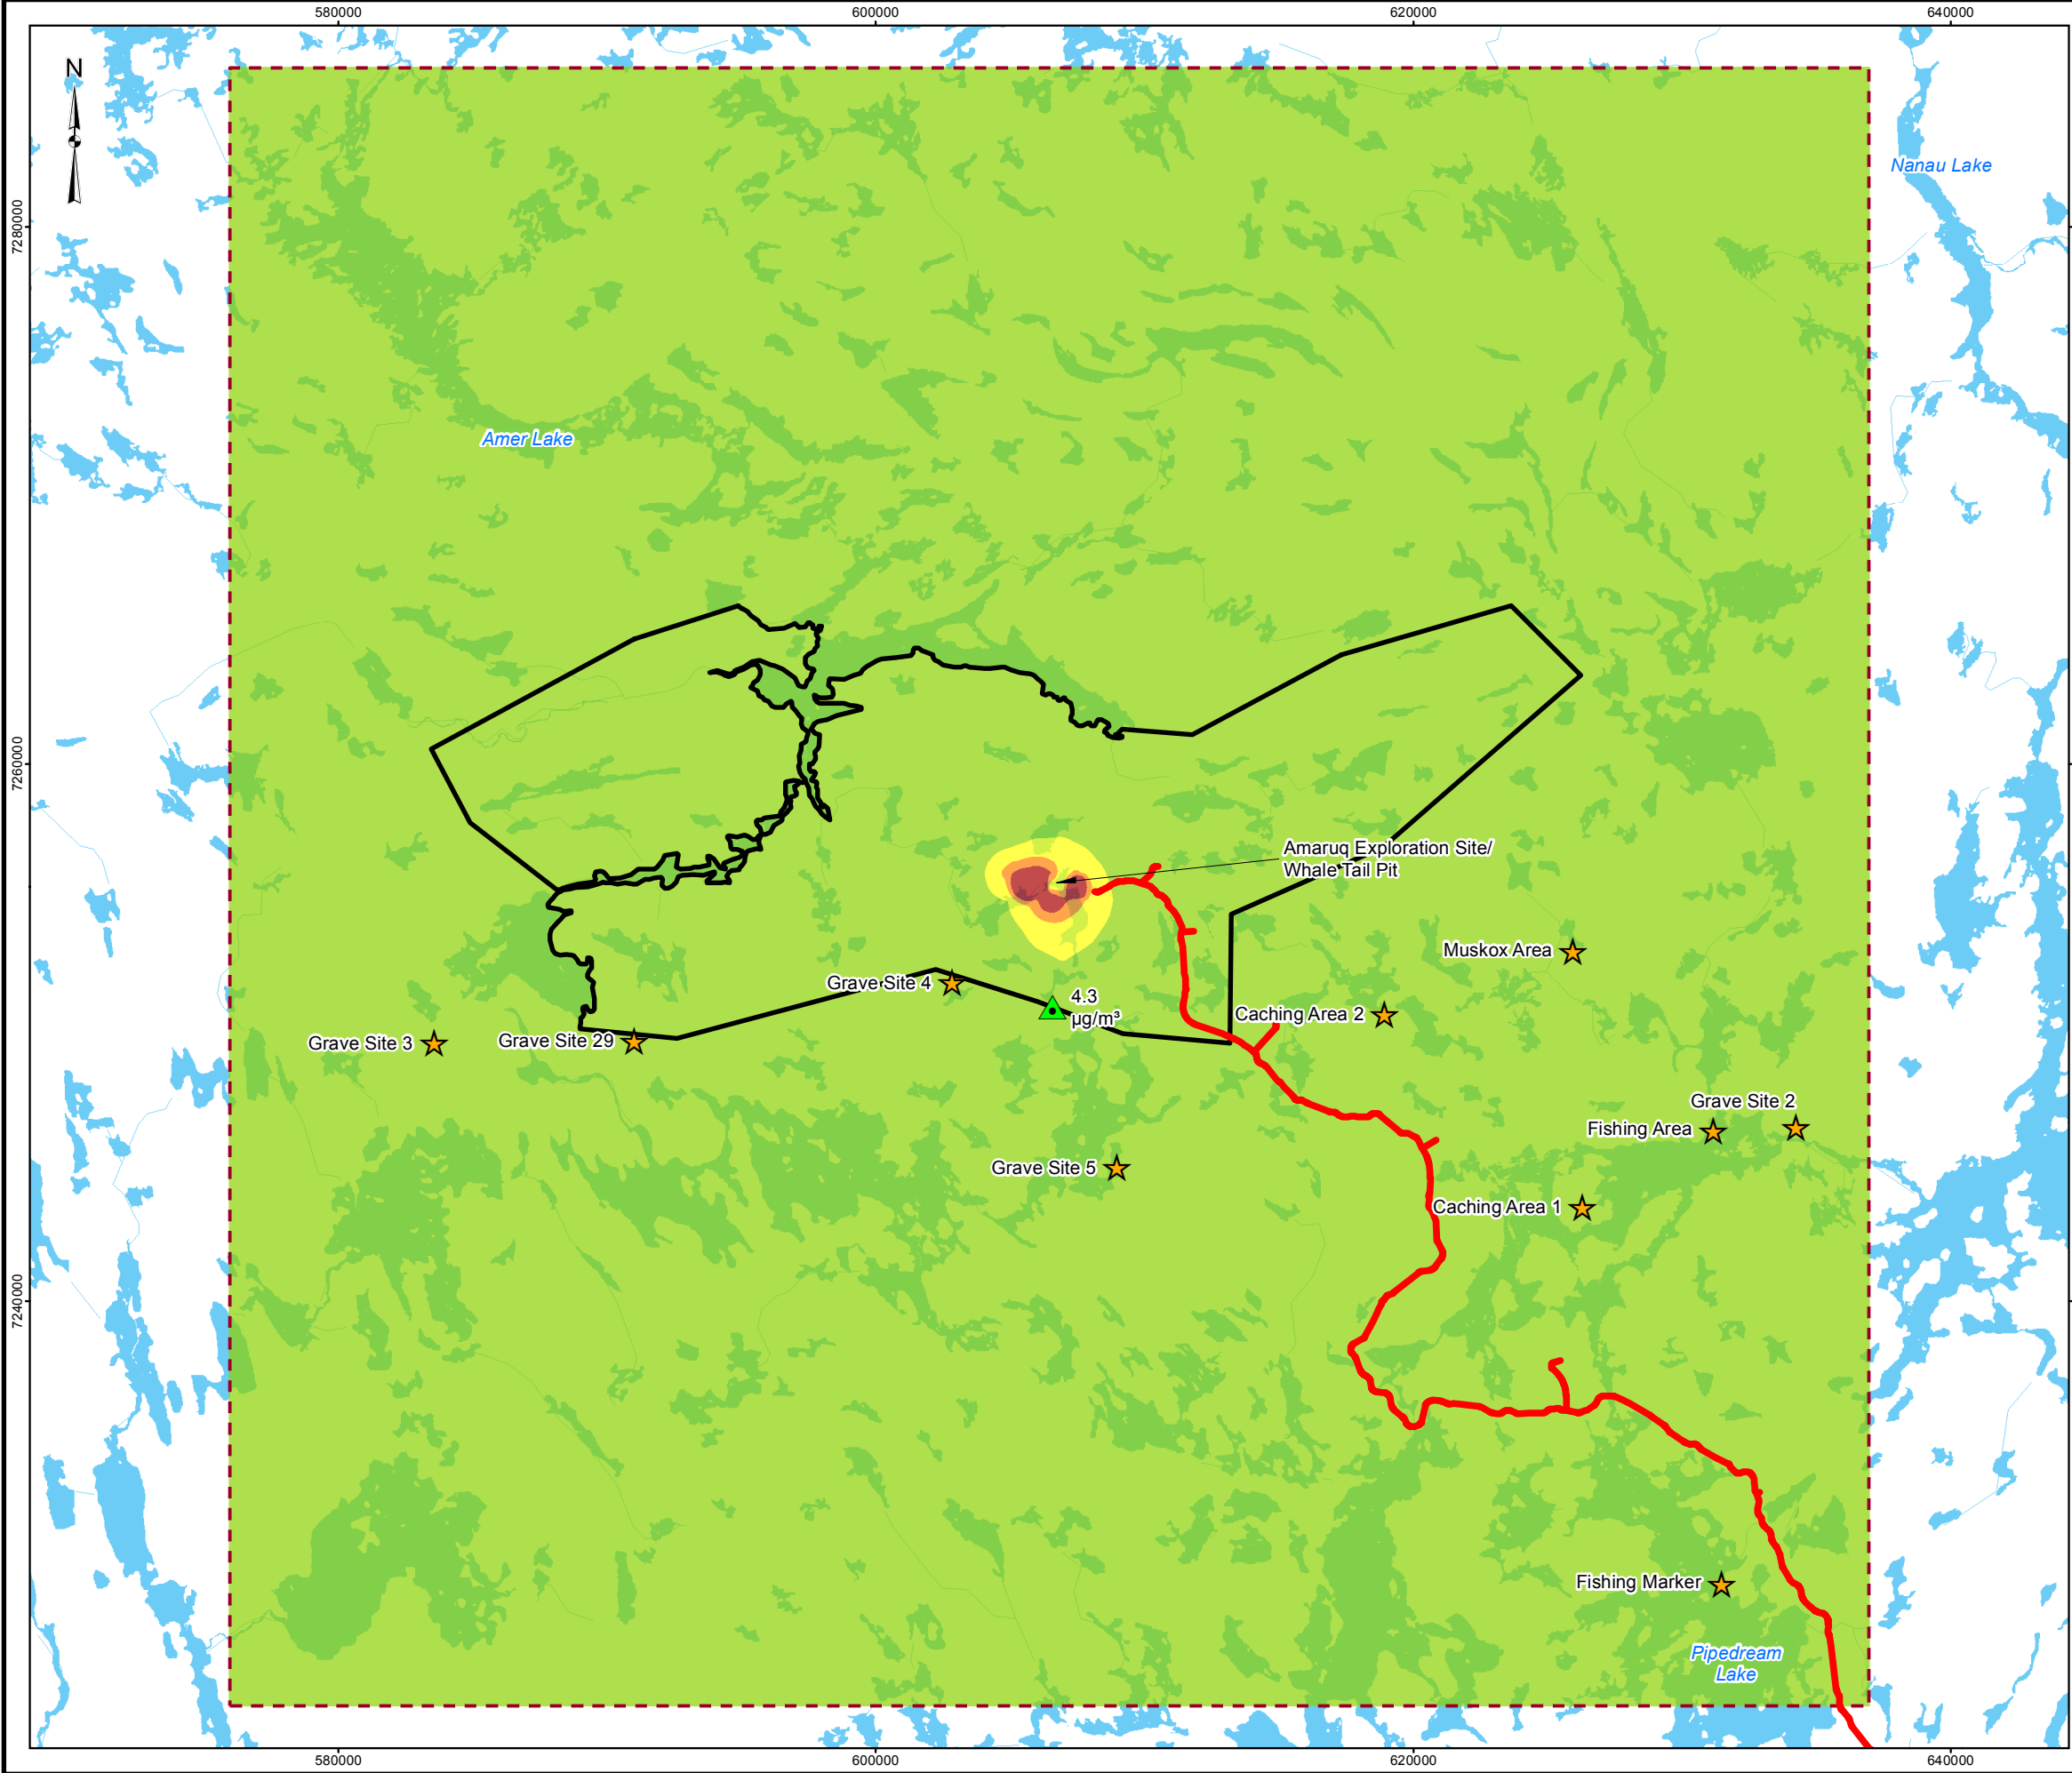 580000
600000
620000
640000
N
Nanau Lake
7280000
Amer Lake
7260000
Amaruq Exploration Site/
Whale Tail Pit
Muskox Area
Grave Site 4
4.3
µg/m³
Caching Area 2
Grave Site 3
Grave Site 29
Grave Site 2
Fishing Area
Grave Site 5
Caching Area 1
7240000
Fishing Marker
Pipedream
Lake
580000
600000
620000
640000